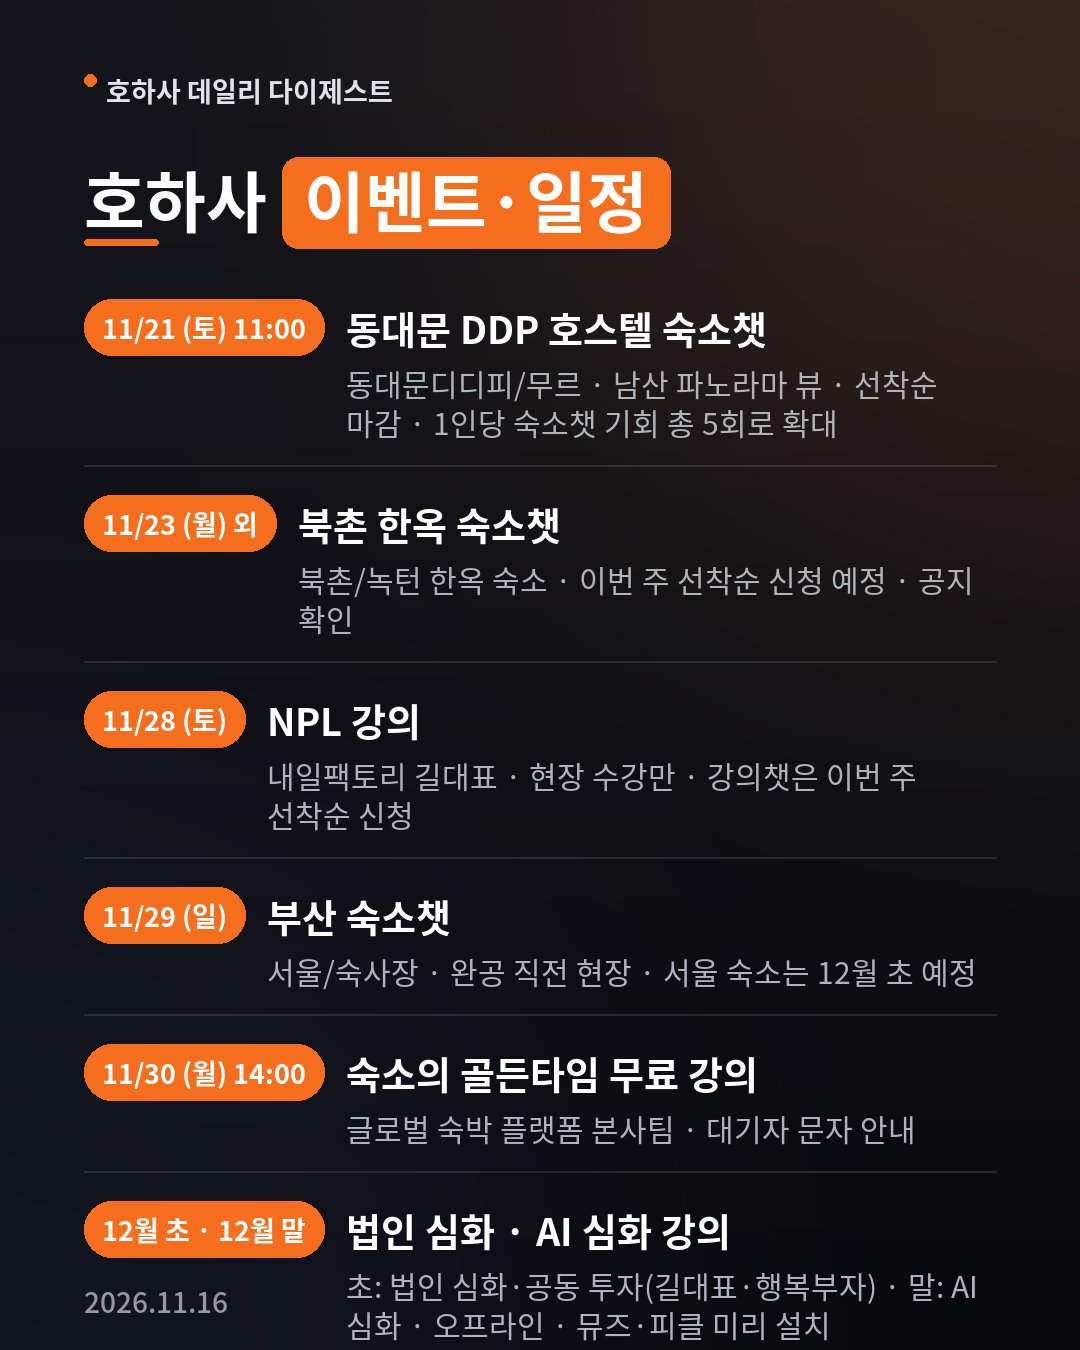 호하사 데일리 다이제스트
호하사 이벤트·일정
11/21 (토) 11:00 동대문 DDP 호스텔 숙소챗
동대문디디피/무르 · 남산 파노라마 뷰 · 선착순
마감 · 1인당 숙소챗 기회 총 5회로 확대
11/23 (월) 외 북촌 한옥 숙소챗
북촌/녹턴 한옥 숙소 · 이번 주 선착순 신청 예정 · 공지
확인
11/28 (토) NPL 강의
내일팩토리 길대표 · 현장 수강만 · 강의챗은 이번 주
선착순 신청
11/29 (일) 부산 숙소챗
서울/숙사장 · 완공 직전 현장 · 서울 숙소는 12월 초 예정
11/30 (월) 14:00 숙소의 골든타임 무료 강의
글로벌 숙박 플랫폼 본사팀 · 대기자 문자 안내
12월 초 · 12월 말 법인 심화 · AI 심화 강의
초: 법인 심화·공동 투자(길대표·행복부자) · 말: AI
심화 · 오프라인 · 뮤즈·피클 미리 설치
2026.11.16